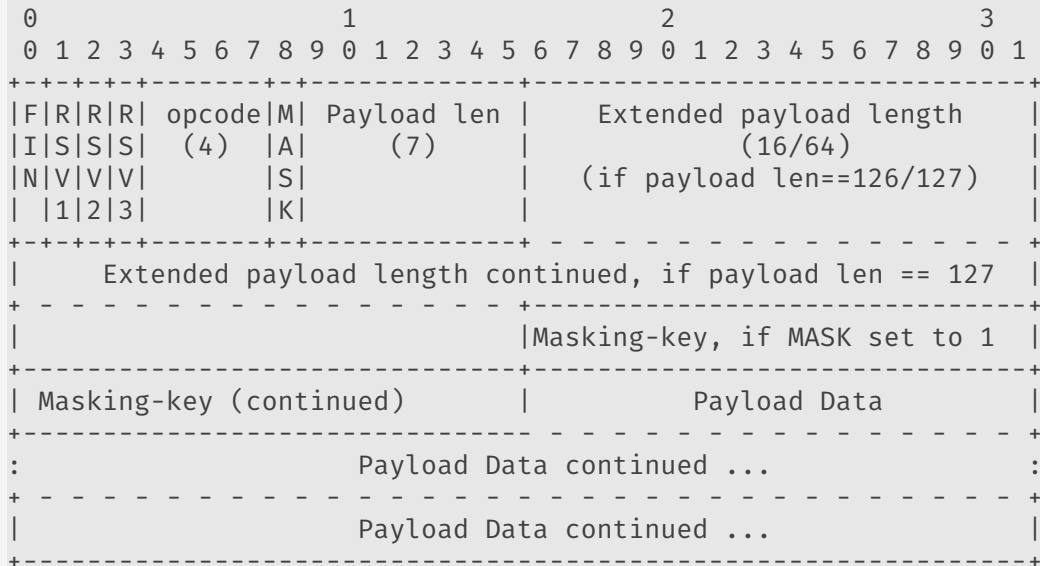 0                   1                   2                   3
 0 1 2 3 4 5 6 7 8 9 0 1 2 3 4 5 6 7 8 9 0 1 2 3 4 5 6 7 8 9 0 1
+-+-+-+-+-------+-+-------------+-------------------------------+
|F|R|R|R| opcode|M| Payload len |    Extended payload length    |
|I|S|S|S|  (4)  |A|     (7)     |             (16/64)           |
|N|V|V|V|       |S|             |   (if payload len==126/127)   |
| |1|2|3|       |K|             |                               |
+-+-+-+-+-------+-+-------------+ - - - - - - - - - - - - - - - +
|     Extended payload length continued, if payload len == 127  |
+ - - - - - - - - - - - - - - - +-------------------------------+
|                               |Masking-key, if MASK set to 1  |
+-------------------------------+-------------------------------+
| Masking-key (continued)       |          Payload Data         |
+-------------------------------- - - - - - - - - - - - - - - - +
:                     Payload Data continued ...                :
+ - - - - - - - - - - - - - - - - - - - - - - - - - - - - - - - +
|                     Payload Data continued ...                |
+---------------------------------------------------------------+